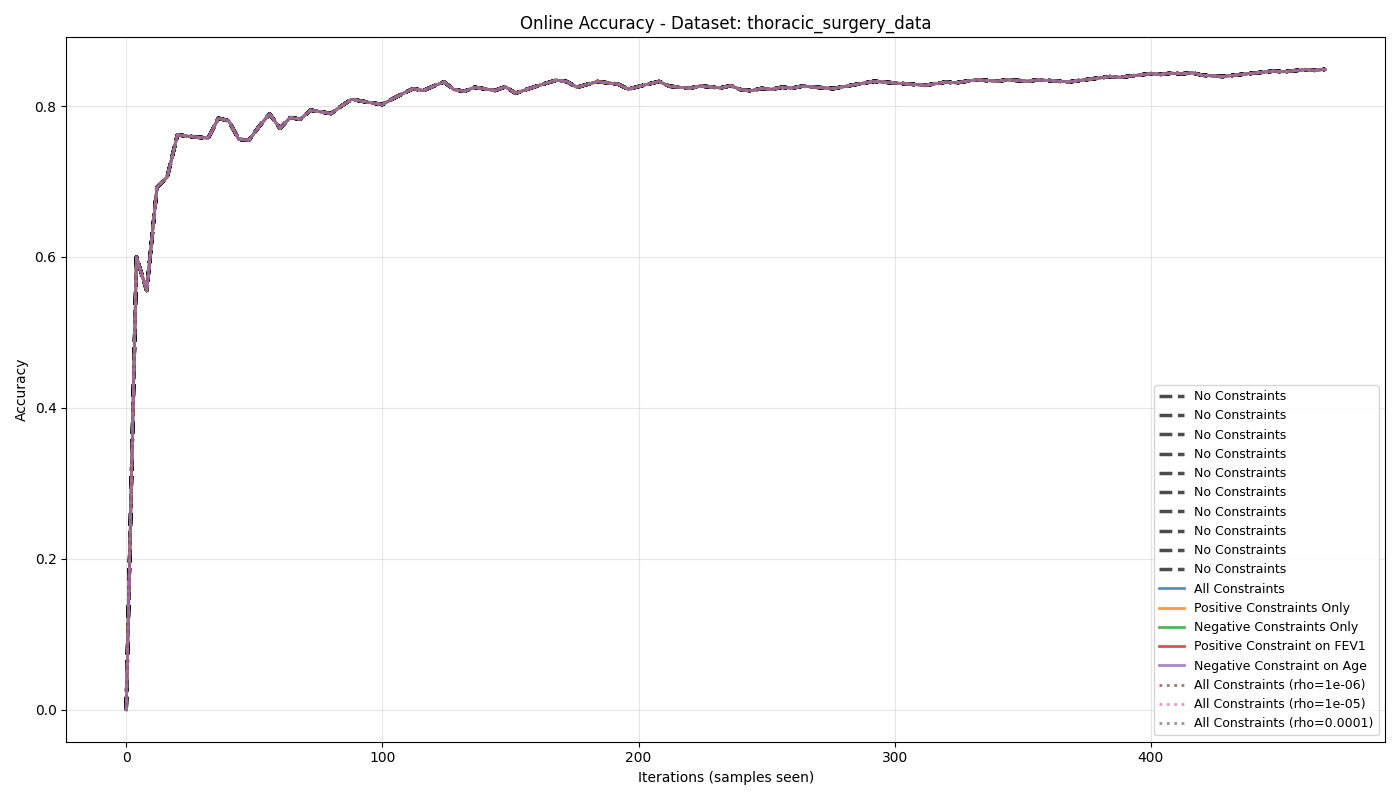 Online Accuracy - Dataset: thoracic_surgery_data
Accuracy
0.8
0.6
0.4
0.2
0.0
0
100
200
300
400
Iterations (samples seen)
No Constraints
No Constraints
No Constraints
No Constraints
No Constraints
No Constraints
No Constraints
No Constraints
No Constraints
No Constraints
All Constraints
Positive Constraints Only
Negative Constraints Only
Positive Constraint on FEV1
Negative Constraint on Age
All Constraints (rho=1e-06)
All Constraints (rho=1e-05)
All Constraints (rho=0.0001)